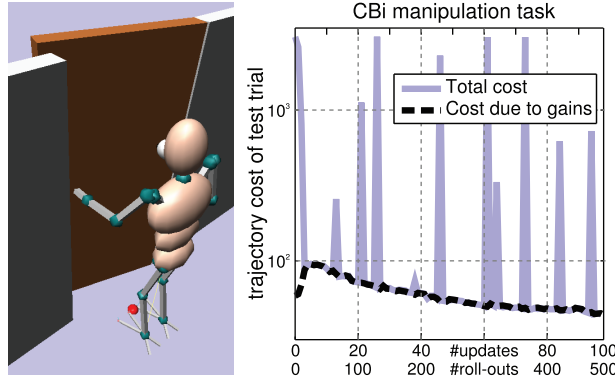 CBi manipulation task
Total cost
Cost due to gains
trajectory cost of test trial
10³
10²
0 20 40 #updates 80 100
0 100 200 #roll-outs 400 500